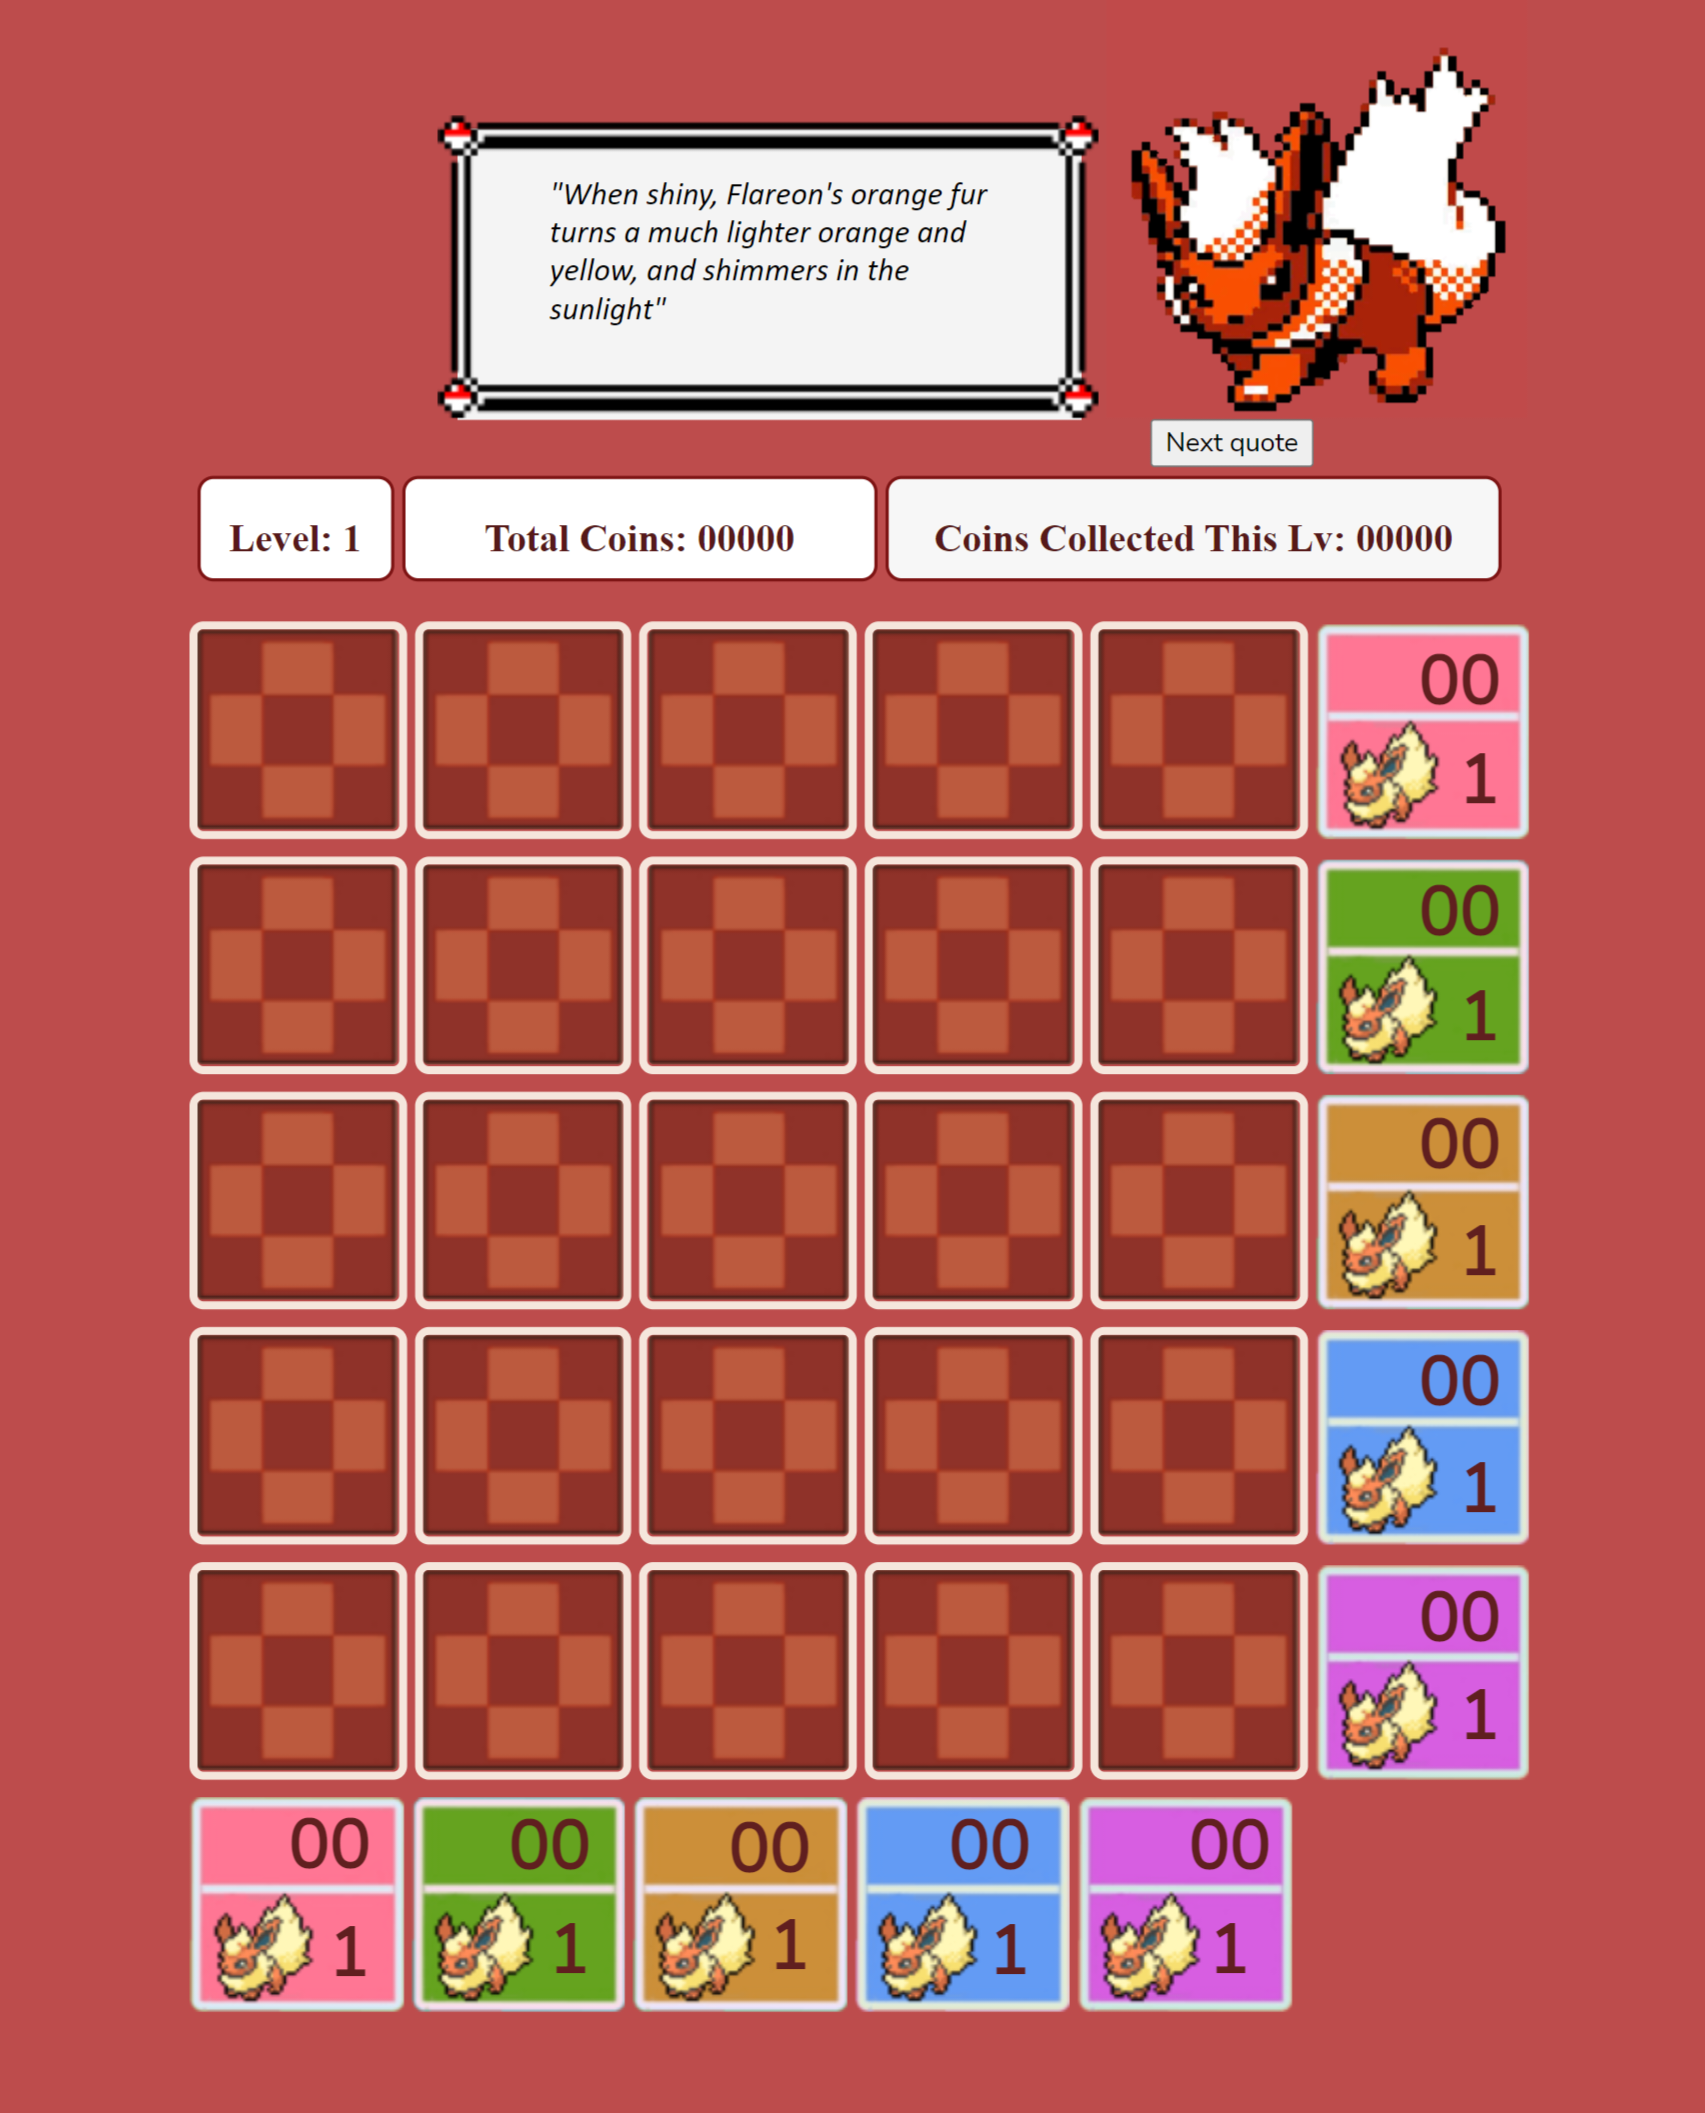 "When shiny, Flareon's orange fur
turns a much lighter orange and
yellow, and shimmers in the
sunlight"
Next quote
Level: 1
Total Coins: 00000
Coins Collected This Lv: 00000
00
1
00
1
00
1
00
1
00
1
00
00
00
00
00
1
1
1
1
1